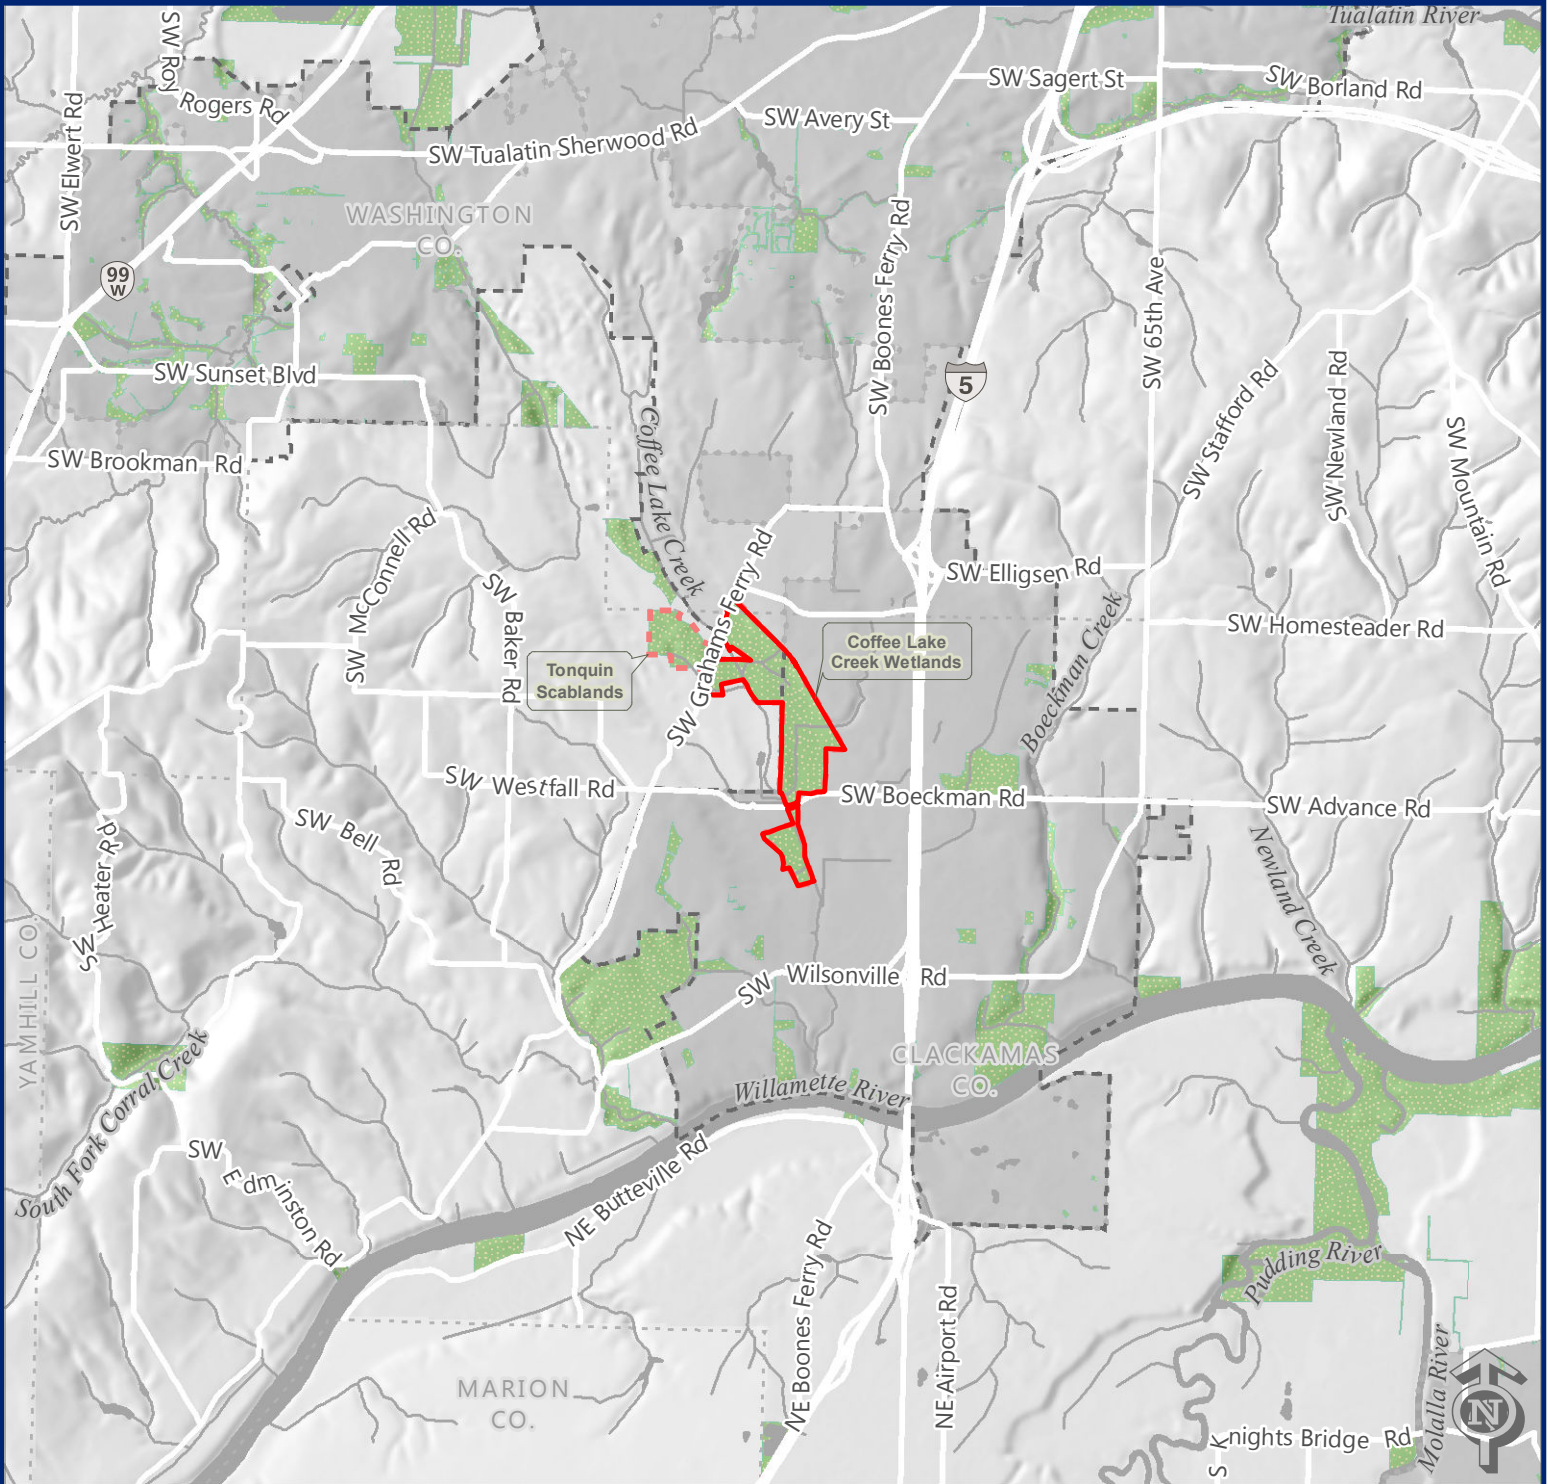 Tualatin River
SW Roy
Rogers Rd
SW Sagert St
SW Borland Rd
SW Elwert Rd
SW Avery St
SW Tualatin Sherwood Rd
WASHINGTON
CO.
SW Boones Ferry Rd
99
W
SW 65th Ave
SW Sunset Blvd
5
SW Stafford Rd
SW Newland Rd
SW Mountain Rd
Coffee Lake Creek
SW Brookman Rd
SW McConnell Rd
SW Grahams Ferry Rd
SW Elligsen Rd
SW Baker Rd
Boeckman Creek
SW Homesteader Rd
Coffee Lake
Creek Wetlands
Tonquin
Scablands
SW Westfall Rd
SW Boeckman Rd
SW Advance Rd
SW Bell Rd
SW Heater Rd
Newland Creek
YAMHILL CO.
SW Wilsonville Rd
CLACKAMAS
CO.
Willamette River
South Fork Corral Creek
SW Edminston Rd
NE Butteville Rd
Pudding River
NE Boones Ferry Rd
NE Airport Rd
MARION
CO.
Molalla River
N
S Knights Bridge Rd